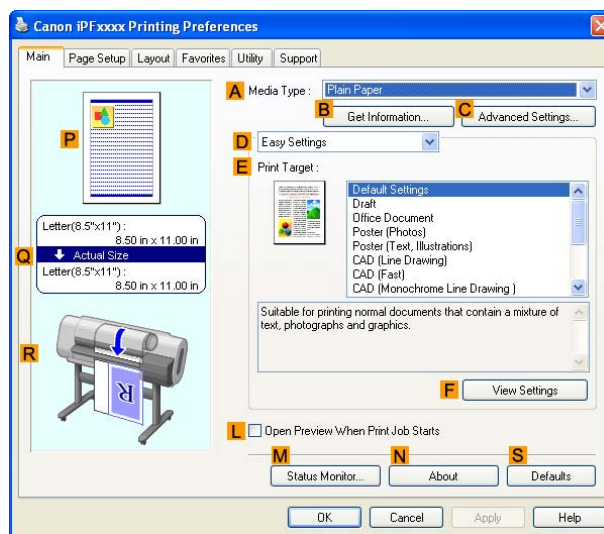 Canon iPFxxxx Printing Preferences
Main Page Setup Layout Favorites Utility Support
A Media Type : Plain Paper
B C
Get Information... Advanced Settings...
D Easy Settings
E Print Target :
P
Default Settings
Draft
Office Document
Poster (Photos)
Poster (Text, Illustrations)
CAD (Line Drawing)
CAD (Fast)
CAD (Monochrome Line Drawing )
Letter(8.5"x11") :
8.50 in x 11.00 in
Q Actual Size
Letter(8.5"x11") :
8.50 in x 11.00 in
Suitable for printing normal documents that contain a mixture of
text, photographs and graphics.
R
R
F View Settings
L Open Preview When Print Job Starts
M N S
Status Monitor... About Defaults
OK Cancel Apply Help